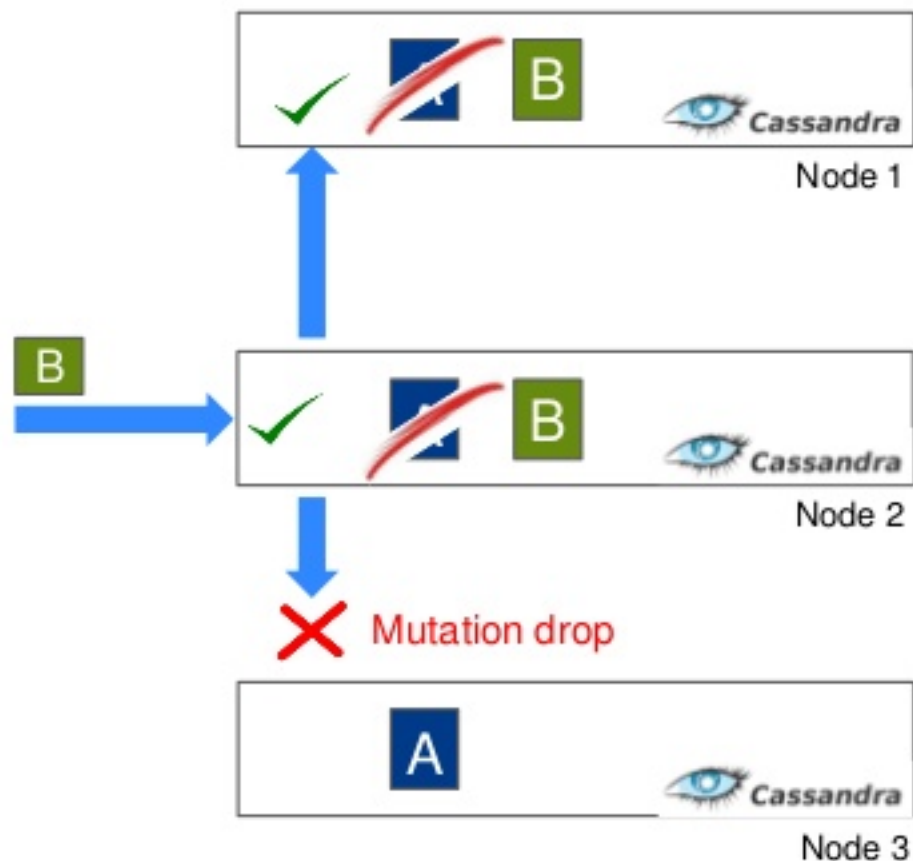 A B
Cassandra
Node 1
B
A B
Cassandra
Node 2
Mutation drop
A
Cassandra
Node 3